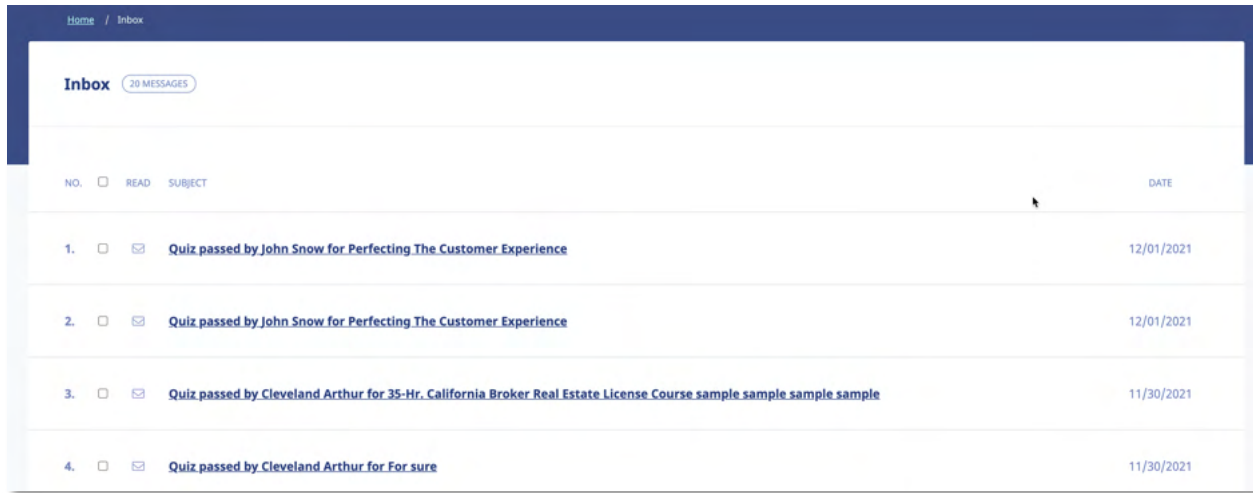 Home / Inbox
Inbox 20 MESSAGES
NO. READ SUBJECT DATE
1. Quiz passed by John Snow for Perfecting The Customer Experience 12/01/2021
2. Quiz passed by John Snow for Perfecting The Customer Experience 12/01/2021
3. Quiz passed by Cleveland Arthur for 35-Hr. California Broker Real Estate License Course sample sample sample sample 11/30/2021
4. Quiz passed by Cleveland Arthur for For sure 11/30/2021